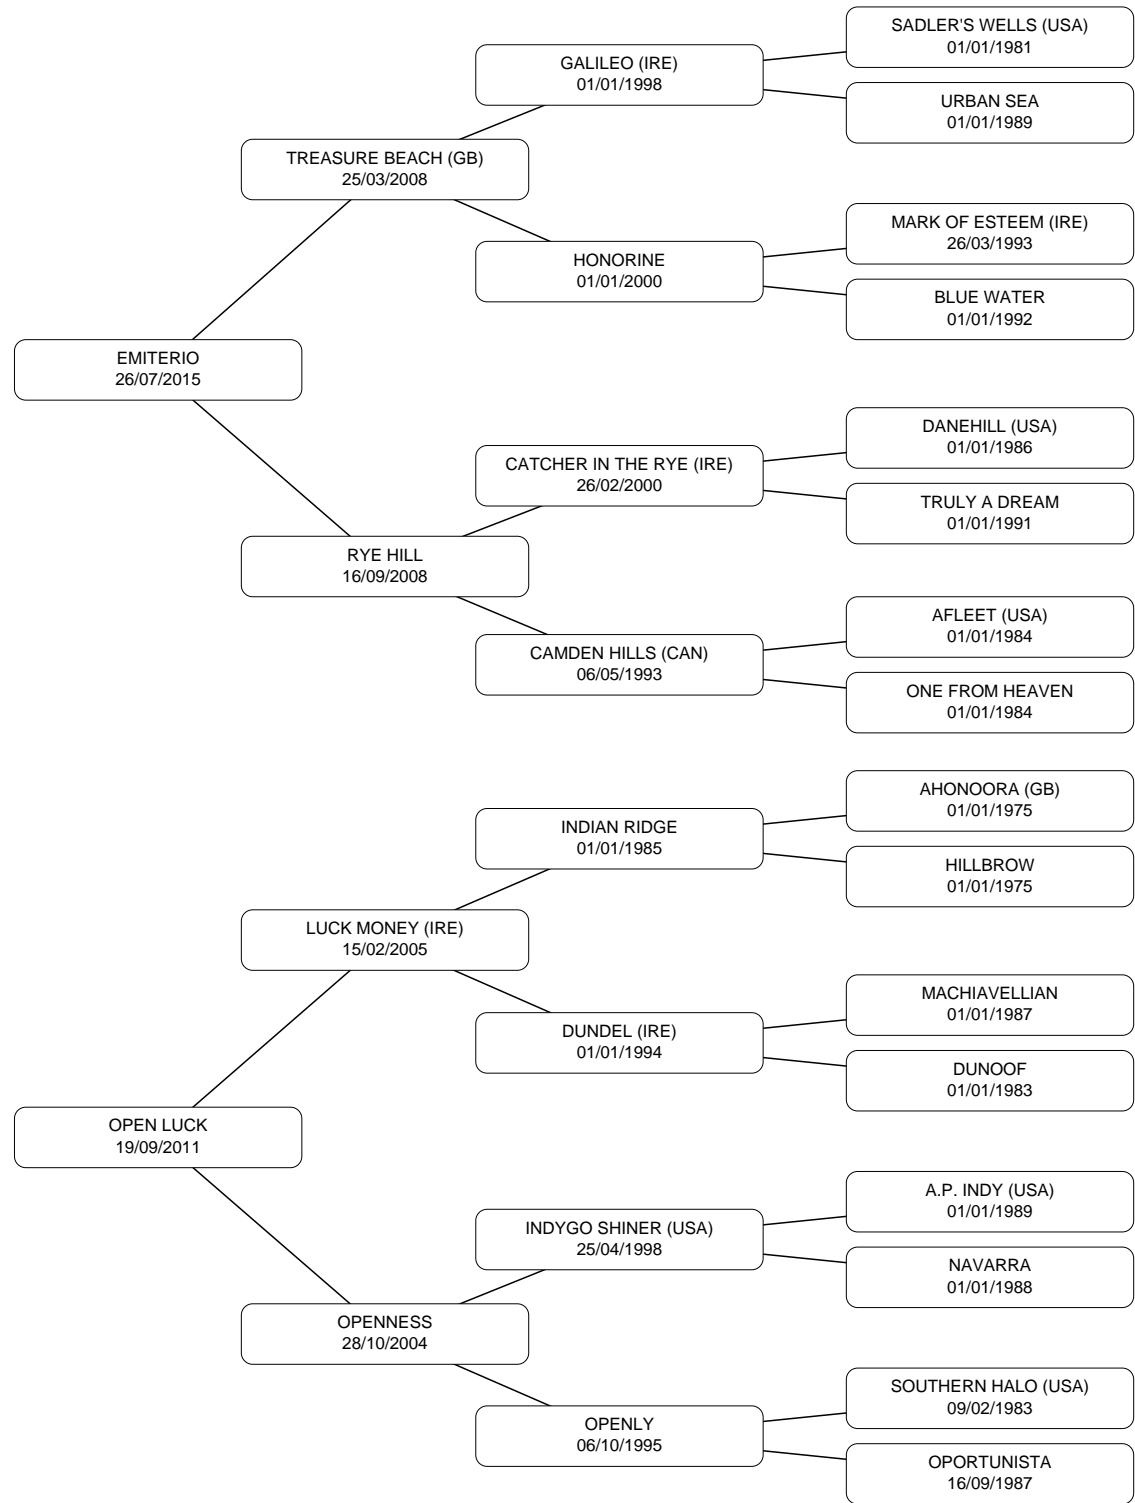 SADLER'S WELLS (USA)
01/01/1981
GALILEO (IRE)
01/01/1998
URBAN SEA
01/01/1989
TREASURE BEACH (GB)
25/03/2008
MARK OF ESTEEM (IRE)
26/03/1993
HONORINE
01/01/2000
BLUE WATER
01/01/1992
EMITERIO
26/07/2015
DANEHILL (USA)
01/01/1986
CATCHER IN THE RYE (IRE)
26/02/2000
TRULY A DREAM
01/01/1991
RYE HILL
16/09/2008
AFLEET (USA)
01/01/1984
CAMDEN HILLS (CAN)
06/05/1993
ONE FROM HEAVEN
01/01/1984
AHONOORA (GB)
01/01/1975
INDIAN RIDGE
01/01/1985
HILLBROW
01/01/1975
LUCK MONEY (IRE)
15/02/2005
MACHIAVELLIAN
01/01/1987
DUNDEL (IRE)
01/01/1994
DUNOOF
01/01/1983
OPEN LUCK
19/09/2011
A.P. INDY (USA)
01/01/1989
INDYGO SHINER (USA)
25/04/1998
NAVARRA
01/01/1988
OPENNESS
28/10/2004
SOUTHERN HALO (USA)
09/02/1983
OPENLY
06/10/1995
OPORTUNISTA
16/09/1987